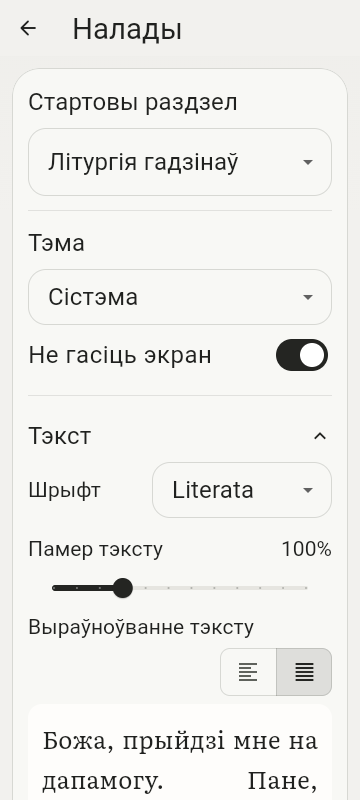 Налады
Стартовы раздзел
Літургія гадзінаў
Тэма
Сістэма
Не гасіць экран
Тэкст
Шрыфт Literata
Памер тэксту 100%
Выраўноўванне тэксту
Божа, прыйдзі мне на
дапамогу. Пане,